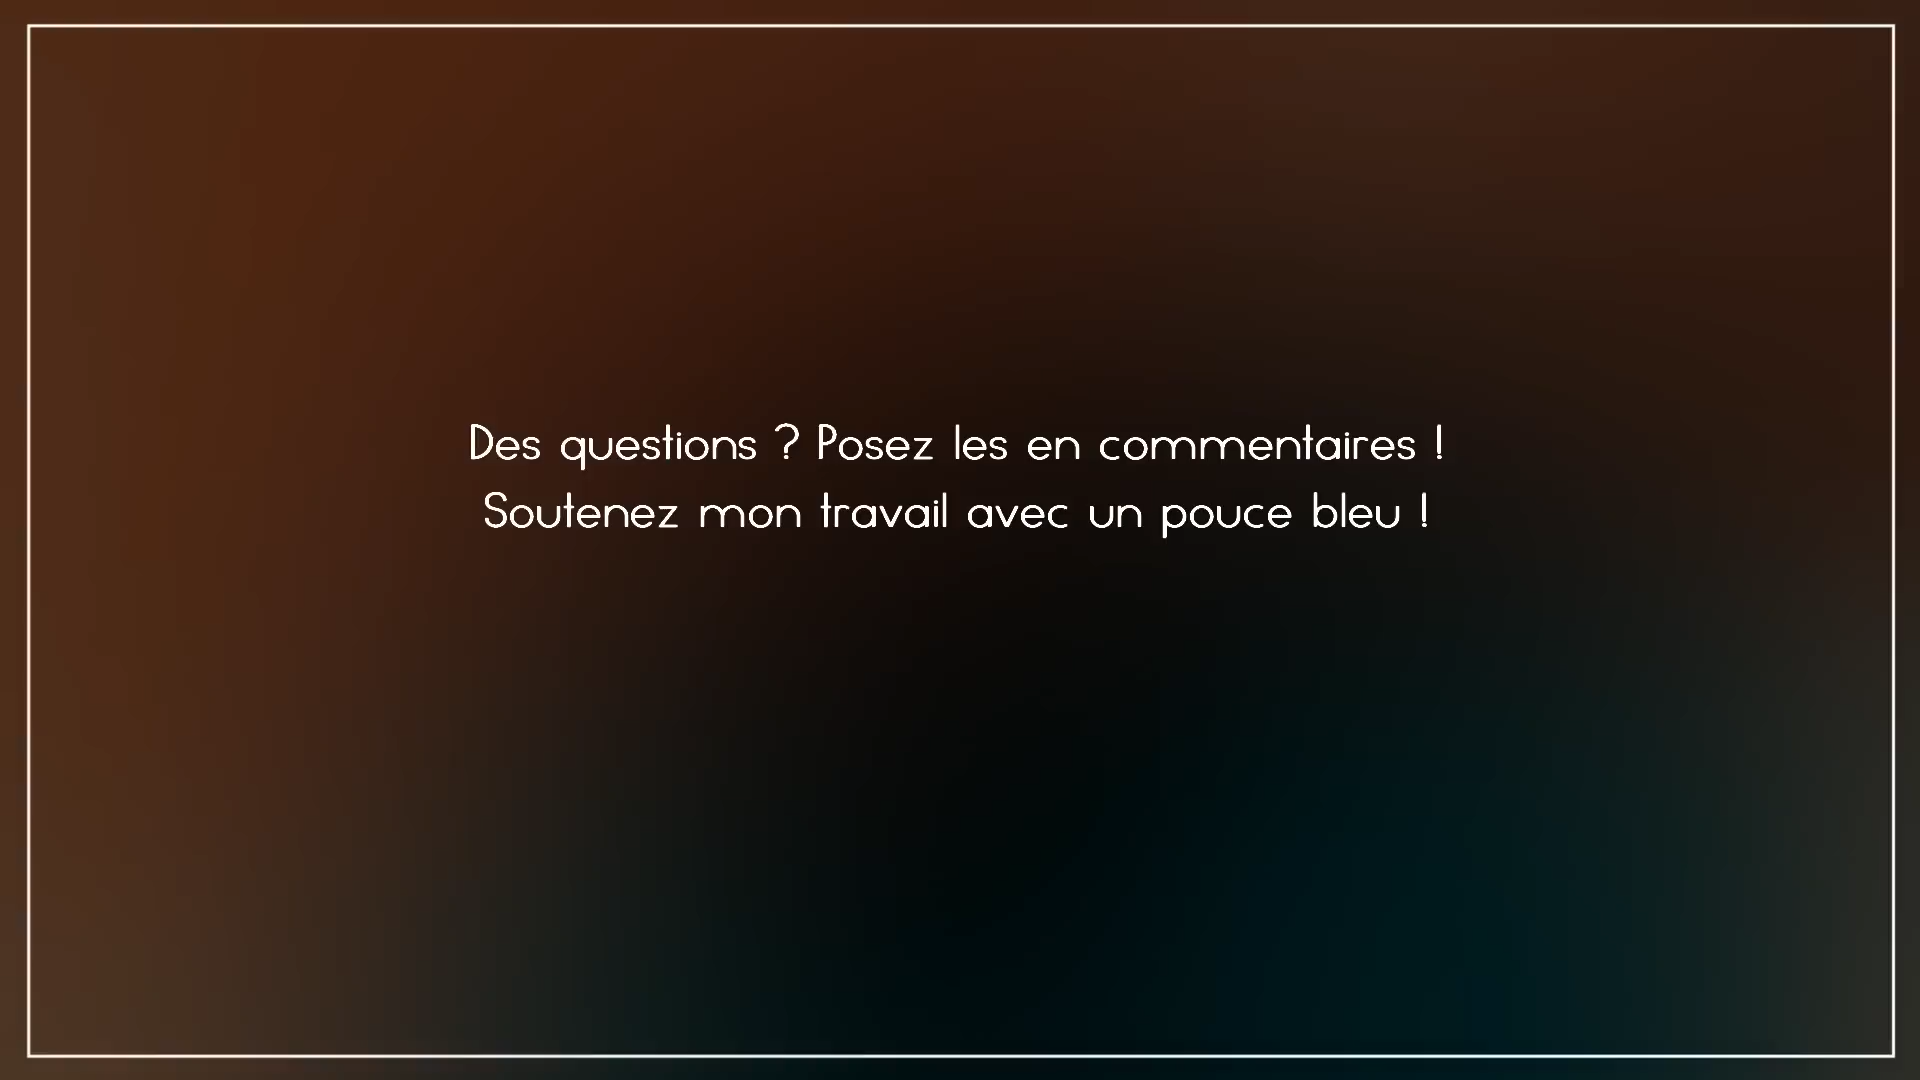 Des questions ? Posez les en commentaires !
Soutenez mon travail avec un pouce bleu !